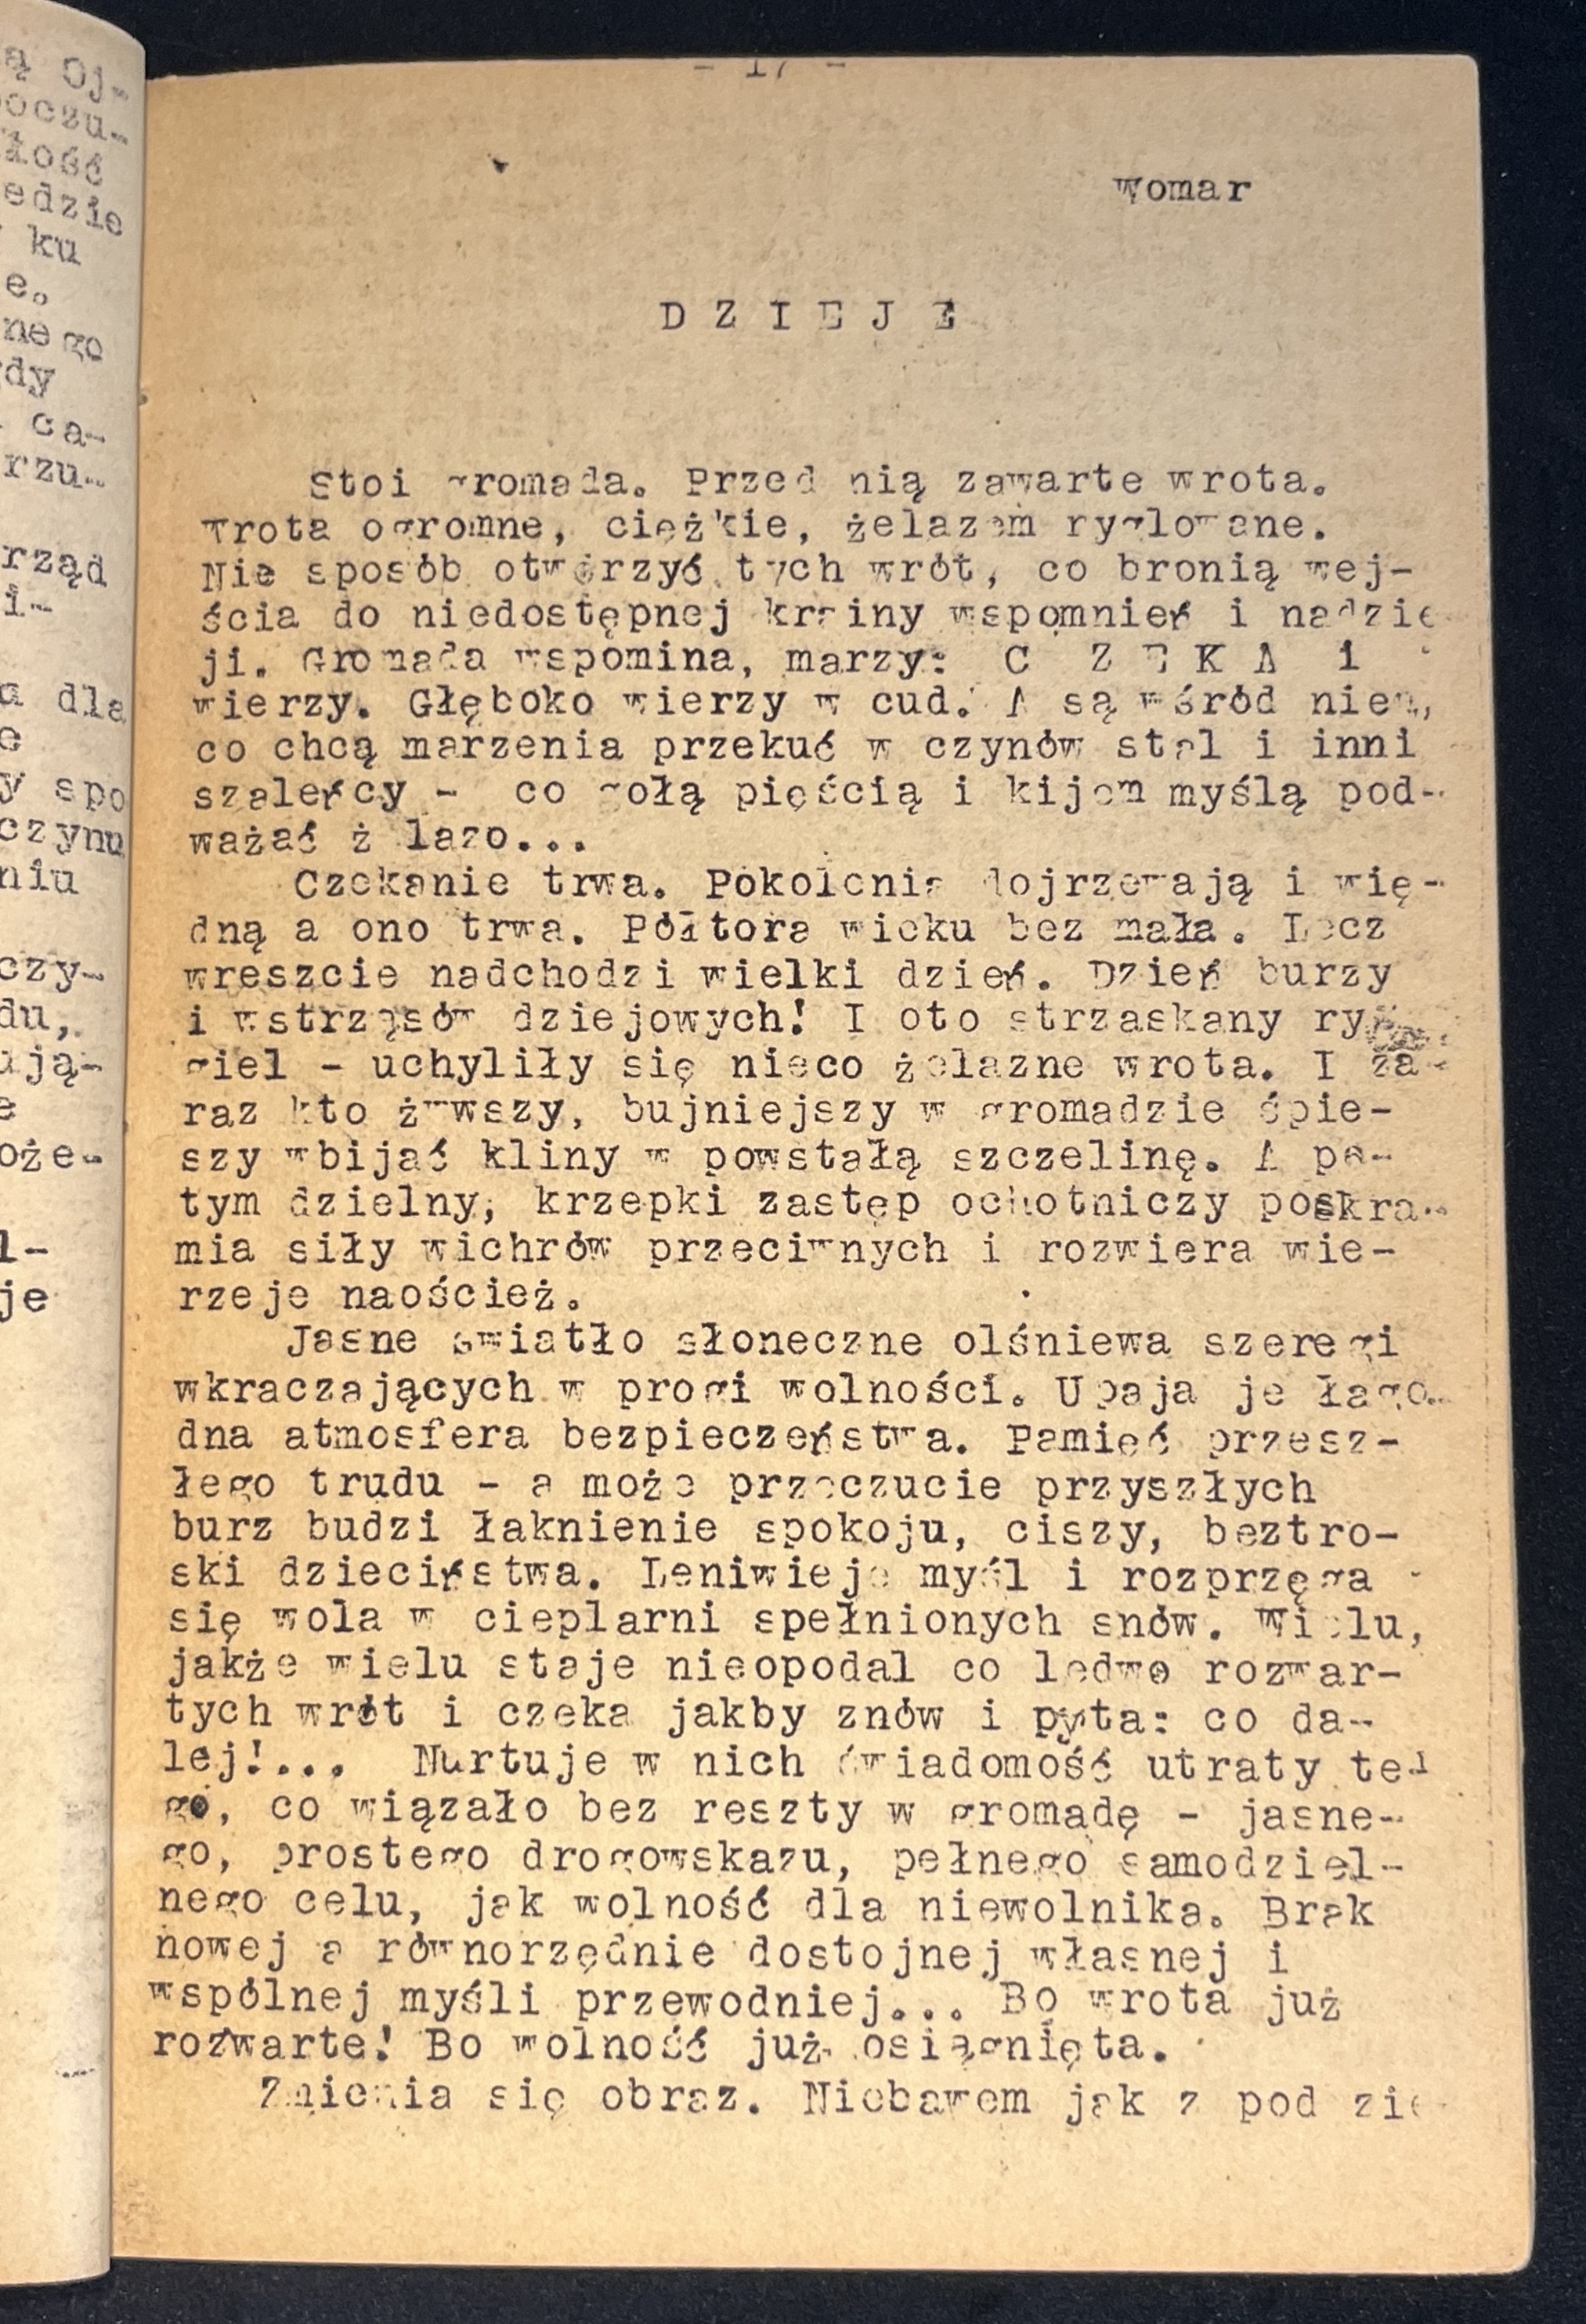 - 17 -
Womar
D Z I E J E
Stoi gromada. Przed nią zawarte wrota.
Wrota ogromne, ciężkie, żelazem ryglowane.
Nie sposób otwórzyć tych wrót, co bronią wej-
ścia do niedostępnej krainy wspomnień i nadzie
ji. Gromada wspomina, marzy: C Z E K A i
wierzy. Głęboko wierzy w cud. A są wśród niej,
co chcą marzenia przekuć w czynów stal i inni
szaleńcy - co gołą pięścią i kijem myślą pod-
ważać ż lazo...
Czekanie trwa. Pokolenia dojrzewają i wię-
dną a ono trwa. Półtora wieku bez mała. Lecz
wreszcie nadchodzi wielki dzień. Dzień burzy
i wstrząsów dziejowych! I oto strzaskany ry
giel - uchyliły się nieco żelazne wrota. I za-
raz kto żywszy, bujniejszy w gromadzie śpie-
szy wbijać kliny w powstałą szczelinę. A pa-
tym dzielny, krzepki zastęp ochotniczy poskra-
mia siły wichrów przeciwnych i rozwiera wie-
rzeje naoścież.
Jasne światło słoneczne olśniewa szeregi
wkraczających w progi wolności. Upaja je łago-
dna atmosfera bezpieczeństwa. Pamięć przesz-
łego trudu - a może przeczucie przyszłych
burz budzi łaknienie spokoju, ciszy, beztro-
ski dzieciństwa. Leniwieje myśl i rozprzęga
się wola w cieplarni spełnionych snów. Wielu,
jakże wielu staje nieopodal co ledwo rozwar-
tych wrót i czeka jakby znów i pyta: co da-
lej!... Nurtuje w nich świadomość utraty te-
go, co wiązało bez reszty w gromadę - jasne-
go, prostego drogowskazu, pełnego samodziel-
nego celu, jak wolność dla niewolnika. Brak
nowej a równorzędnie dostojnej własnej i
wspólnej myśli przewodniej... Bo wrota już
rozwarte! Bo wolność już osiągnięta.
Zmienia się obraz. Niebawem jak z pod zie